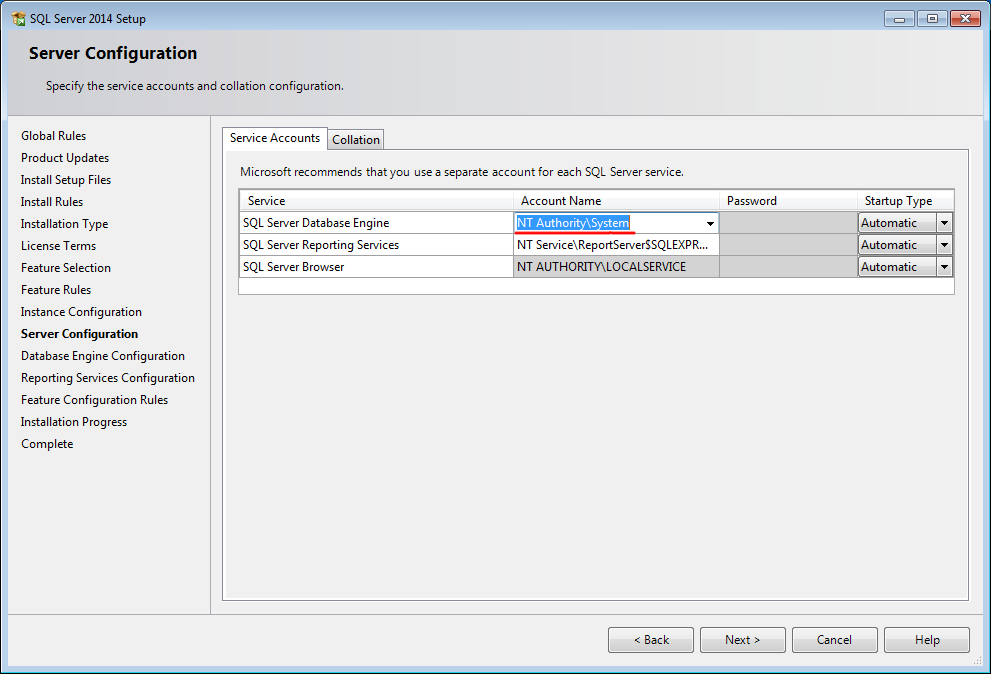 SQL Server 2014 Setup
Server Configuration
Specify the service accounts and collation configuration.
Global Rules
Product Updates
Install Setup Files
Install Rules
Installation Type
License Terms
Feature Selection
Feature Rules
Instance Configuration
Server Configuration
Database Engine Configuration
Reporting Services Configuration
Feature Configuration Rules
Installation Progress
Complete
Service Accounts Collation
Microsoft recommends that you use a separate account for each SQL Server service.
Service Account Name Password Startup Type
SQL Server Database Engine NT Authority\System Automatic
SQL Server Reporting Services NT Service\ReportServer$SQLEXPR... Automatic
SQL Server Browser NT AUTHORITY\LOCALSERVICE Automatic
< Back Next > Cancel Help